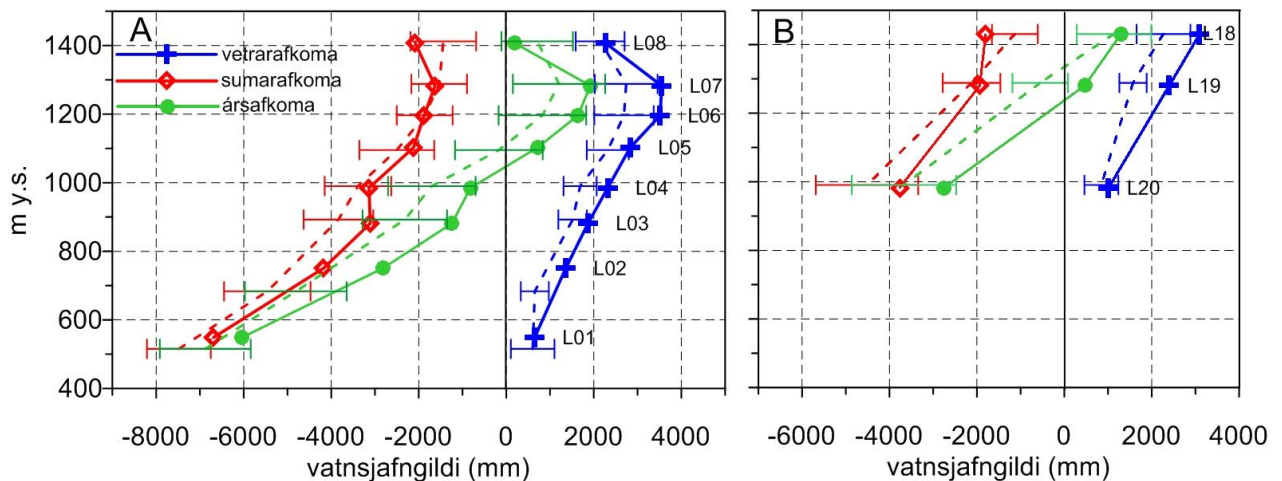 A
B
1400
1200
1000
800
600
400
m y.s.
vetrarafkoma
sumarafkoma
ársafkoma
L08
L07
L06
L05
L04
L03
L02
L01
L18
L19
L20
-8000 -6000 -4000 -2000 0 2000 4000
-6000 -4000 -2000 0 2000 4000
vatnsjafngildi (mm)
vatnsjafngildi (mm)